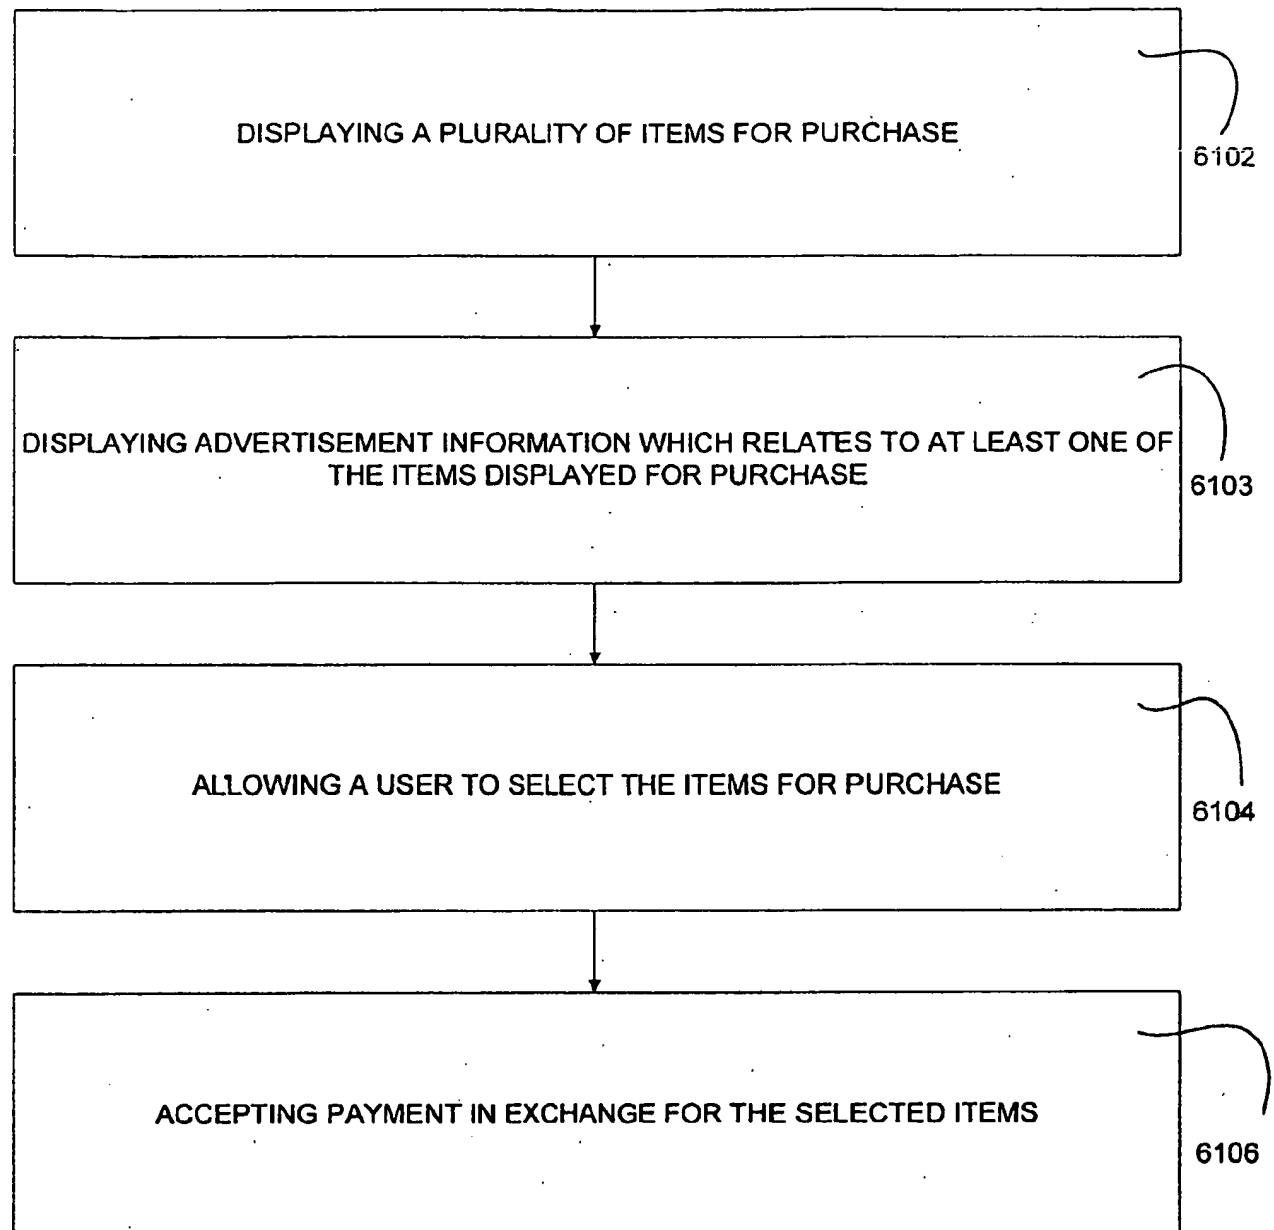 DISPLAYING A PLURALITY OF ITEMS FOR PURCHASE
6102
DISPLAYING ADVERTISEMENT INFORMATION WHICH RELATES TO AT LEAST ONE OF
THE ITEMS DISPLAYED FOR PURCHASE
6103
ALLOWING A USER TO SELECT THE ITEMS FOR PURCHASE
6104
ACCEPTING PAYMENT IN EXCHANGE FOR THE SELECTED ITEMS
6106